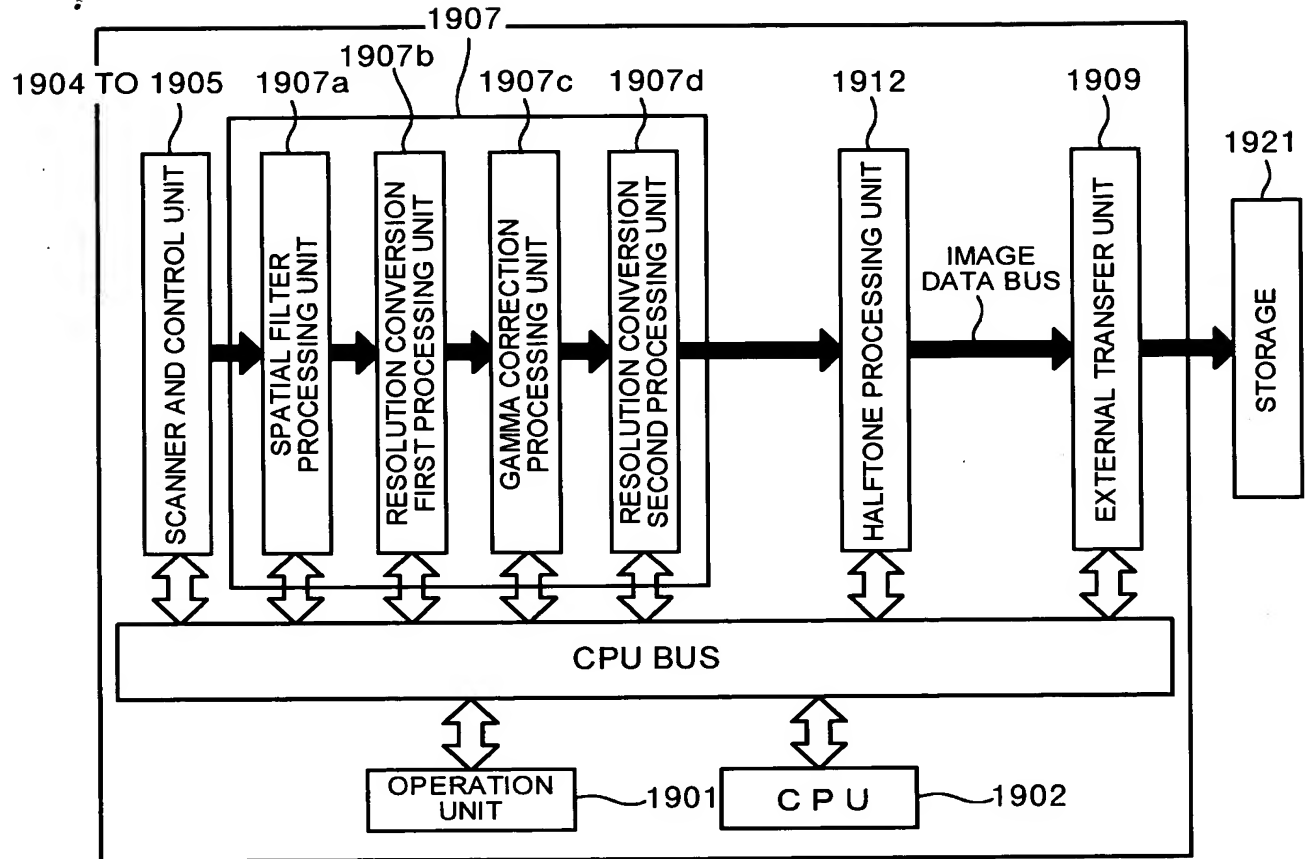 1907
1907b
1904 TO 1905
1907a
1907c
1907d
1912
1909
1921
SCANNER AND CONTROL UNIT
SPATIAL FILTER
PROCESSING UNIT
RESOLUTION CONVERSION
FIRST PROCESSING UNIT
GAMMA CORRECTION
PROCESSING UNIT
RESOLUTION CONVERSION
SECOND PROCESSING UNIT
HALFTONE PROCESSING UNIT
IMAGE
DATA BUS
EXTERNAL TRANSFER UNIT
STORAGE
CPU BUS
OPERATION
UNIT
1901
CPU
1902